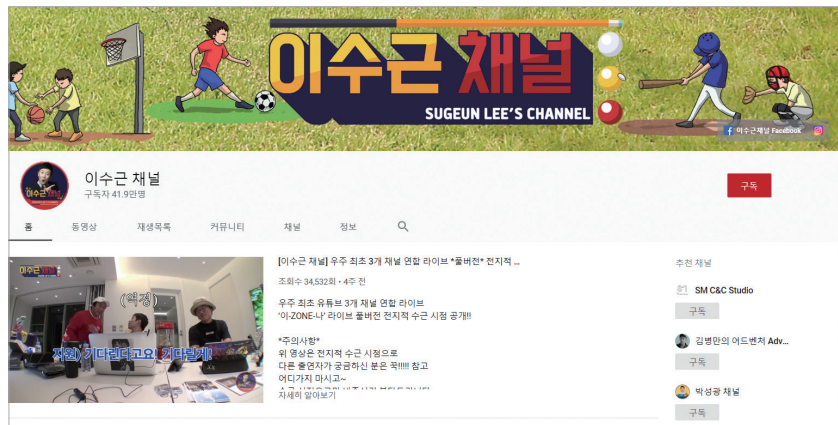 이수근 채널
SUGEUN LEE'S CHANNEL
이수근채널 Facebook
이수근 채널
구독자 41.9만명
구독
홈
동영상
재생목록
커뮤니티
채널
정보
[이수근 채널] 우주 최초 3개 채널 연합 라이브 *풀버전* 전지적 ...
조회수 34,532회 • 4주 전
우주 최초 유튜브 3개 채널 연합 라이브
'이-ZONE-나' 라이브 풀버전 전지적 수근 시점 공개!!
*주의사항*
위 영상은 전지적 수근 시점으로
다른 출연자가 궁금하신 분은 꼭!!!!! 참고
어디가지 마시고~
자세히 알아보기
이수근 채널
(역정)
지원) 기다린다고요! 기다릴게!
추천 채널
SM C&C Studio
구독
김병만의 어드벤처 Adv...
구독
박성광 채널
구독